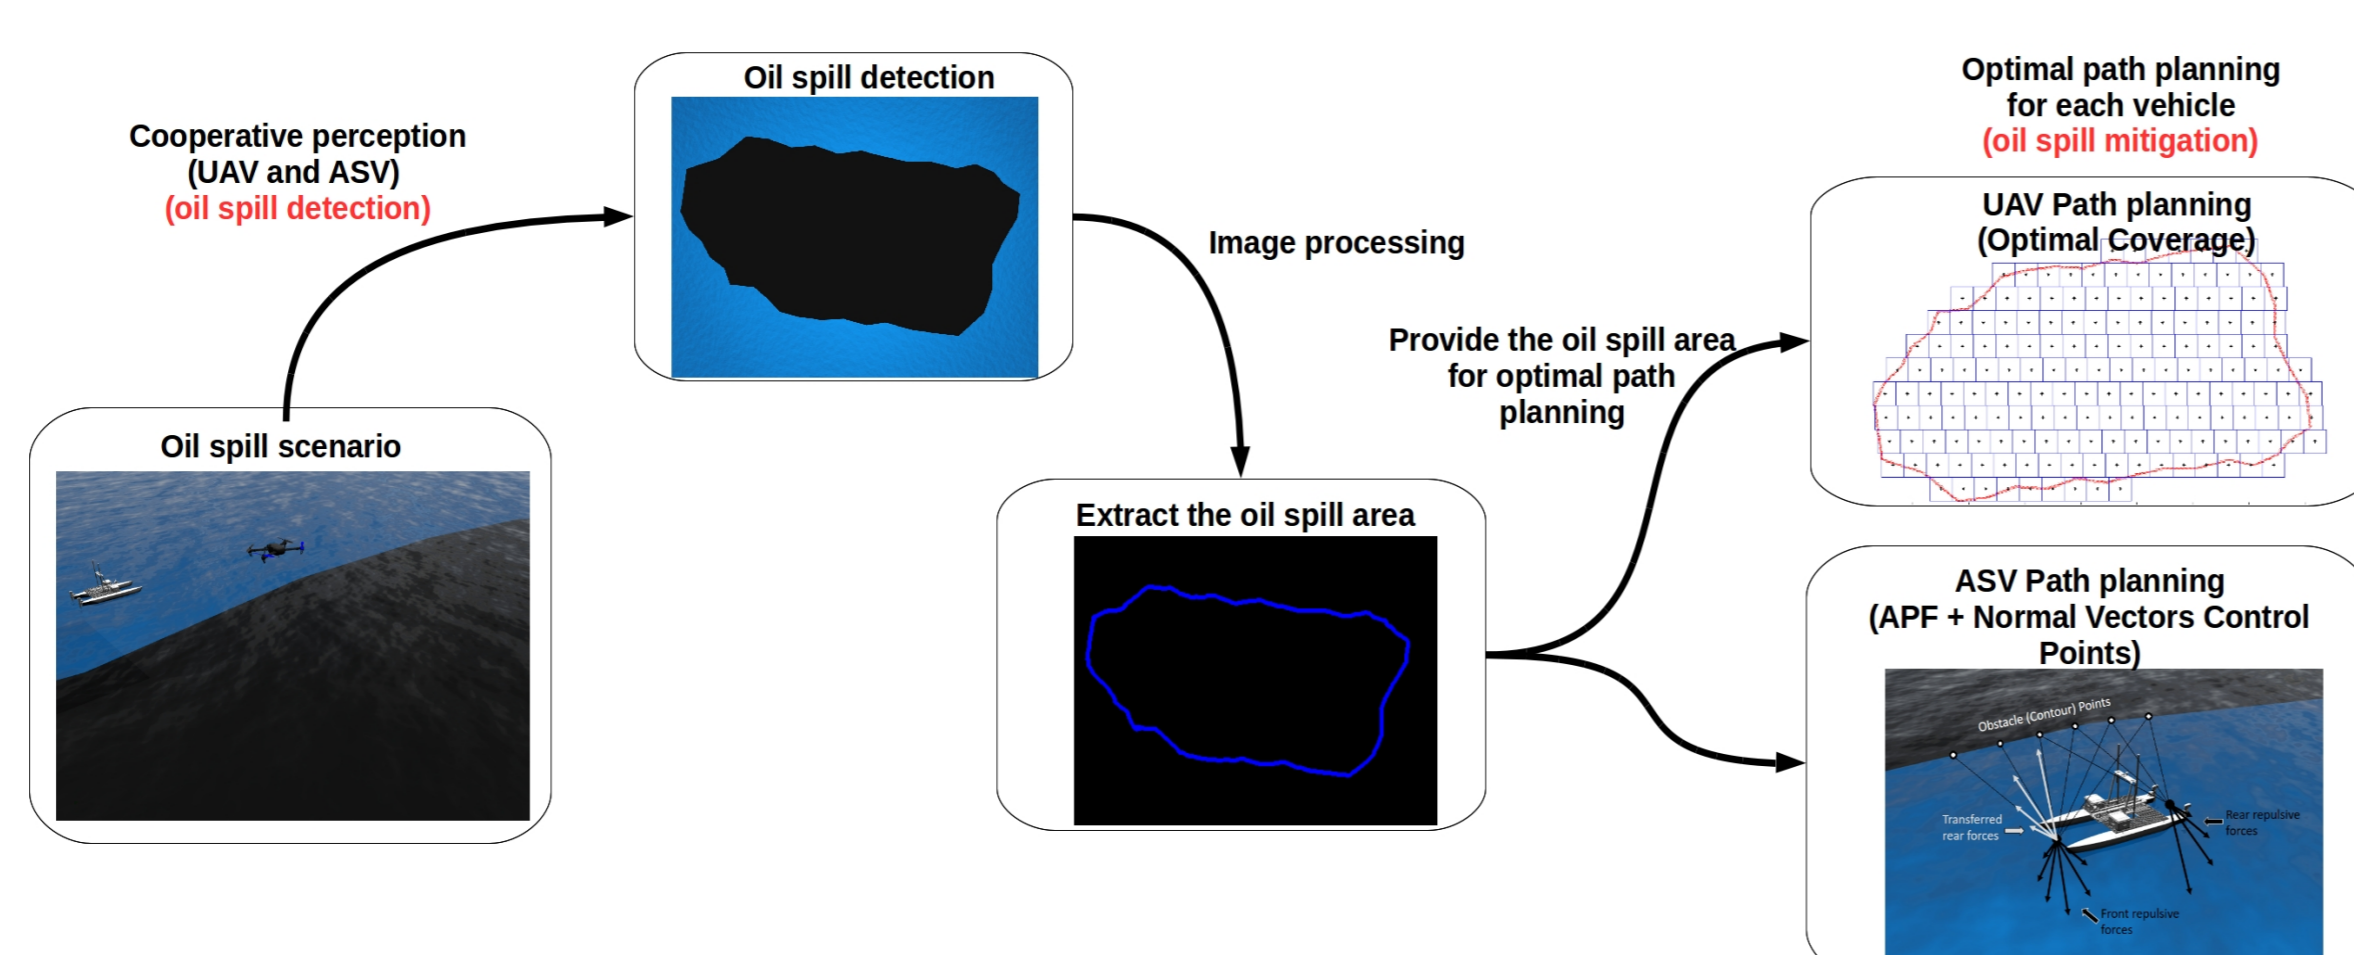 Cooperative perception
(UAV and ASV)
(oil spill detection)
Oil spill scenario
Oil spill detection
Image processing
Extract the oil spill area
Provide the oil spill area
for optimal path
planning
Optimal path planning
for each vehicle
(oil spill mitigation)
UAV Path planning
(Optimal Coverage)
ASV Path planning
(APF + Normal Vectors Control
Points)
Obstacle (Contour) Points
Transferred
rear forces
Rear repulsive
forces
Front repulsive
forces